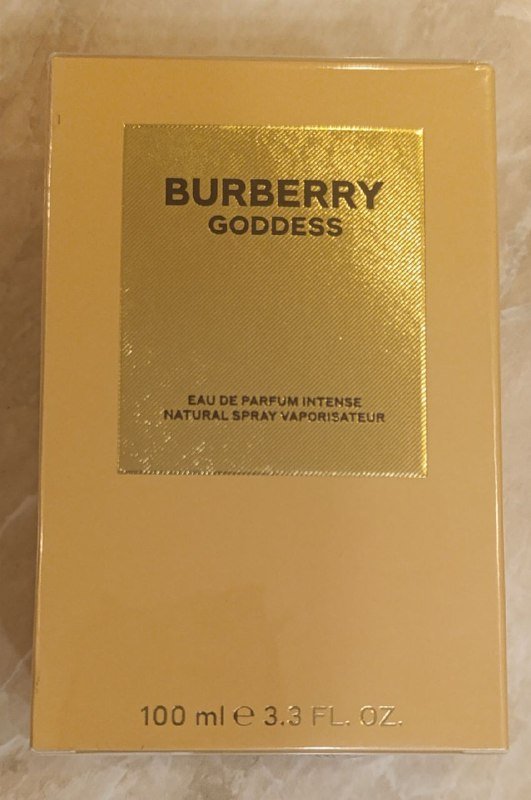 BURBERRY
GODDESS
EAU DE PARFUM INTENSE
NATURAL SPRAY VAPORISATEUR
100 ml ℮ 3.3 FL. OZ.